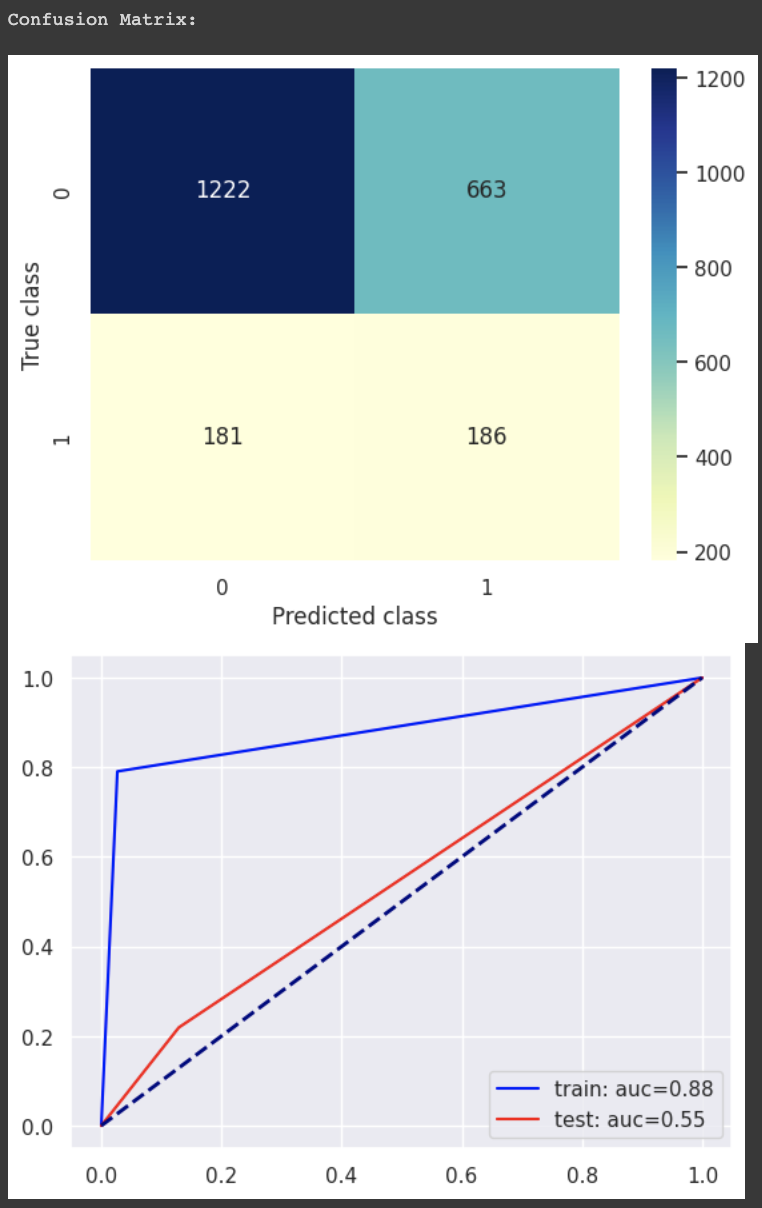 Confusion Matrix:
1200
1222 663
0
1000
800
True class
600
181 186
1
400
200
0 1
Predicted class
1.0
0.8
0.6
0.4
0.2
train: auc=0.88
test: auc=0.55
0.0
0.0 0.2 0.4 0.6 0.8 1.0